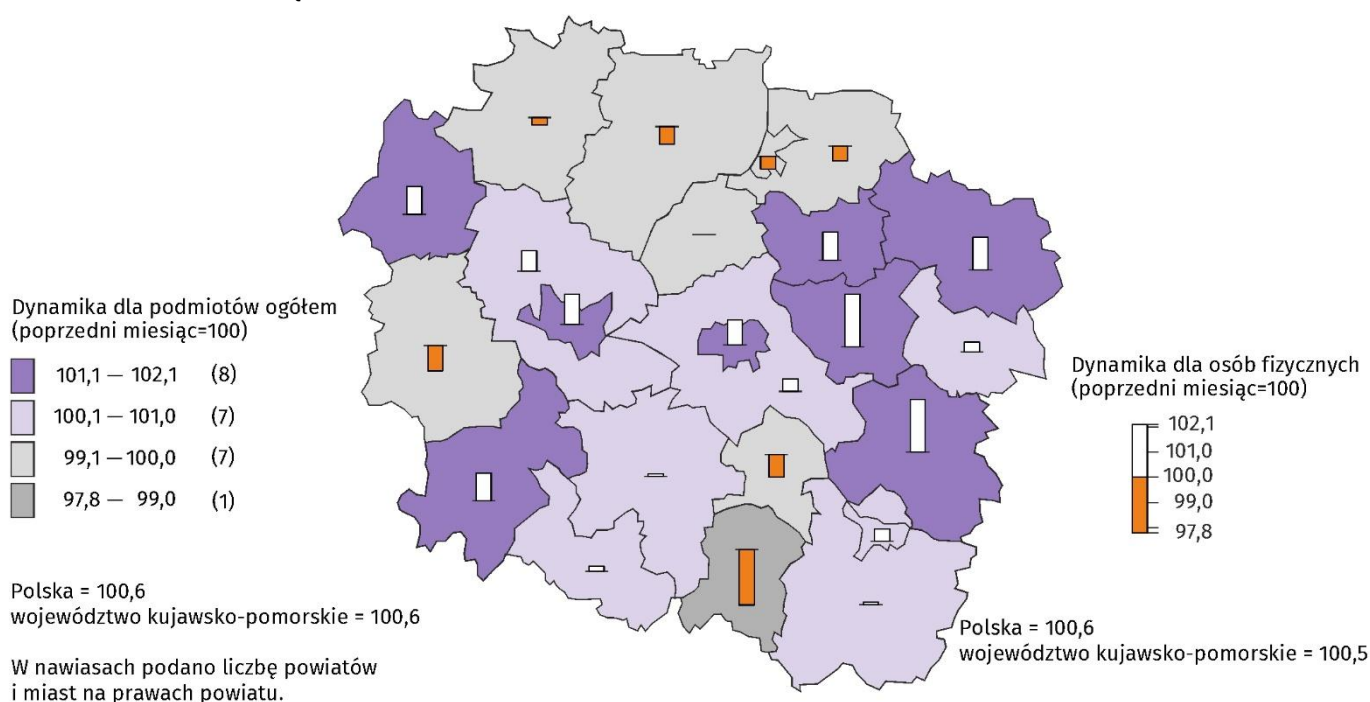 Dynamika dla podmiotów ogółem
(poprzedni miesiąc=100)
101,1 — 102,1 (8)
100,1 — 101,0 (7)
99,1 — 100,0 (7)
97,8 — 99,0 (1)
Polska = 100,6
województwo kujawsko-pomorskie = 100,6
W nawiasach podano liczbę powiatów
i miast na prawach powiatu.
Dynamika dla osób fizycznych
(poprzedni miesiąc=100)
102,1
101,0
100,0
99,0
97,8
Polska = 100,6
województwo kujawsko-pomorskie = 100,5